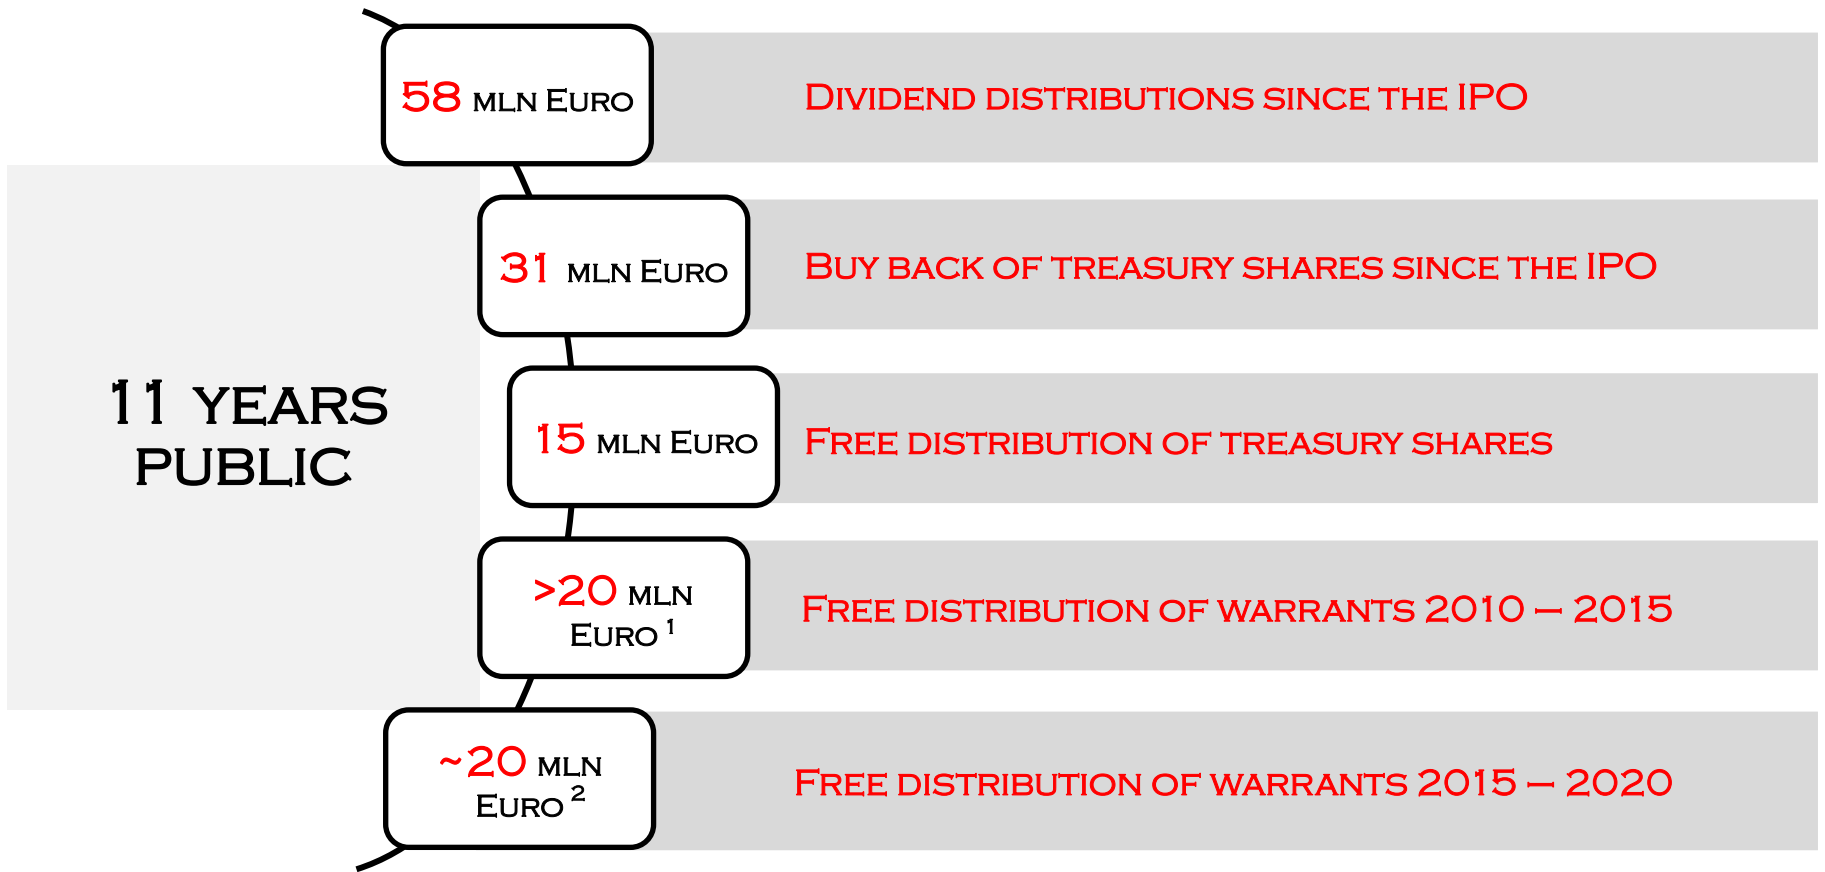 58 mln Euro
Dividend distributions since the IPO
31 mln Euro
Buy back of treasury shares since the IPO
11 years
public
15 mln Euro
Free distribution of treasury shares
>20 mln
Euro 1
Free distribution of warrants 2010 – 2015
~20 mln
Euro 2
Free distribution of warrants 2015 – 2020